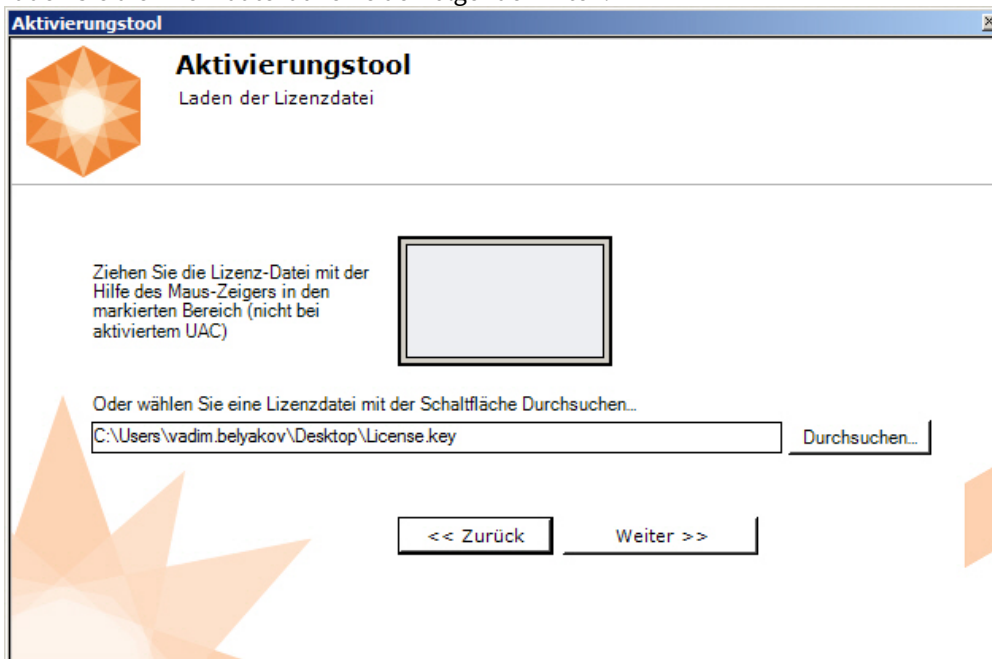 Aktivierungstool
Aktivierungstool
Laden der Lizenzdatei
Ziehen Sie die Lizenz-Datei mit der
Hilfe des Maus-Zeigers in den
markierten Bereich (nicht bei
aktiviertem UAC)
Oder wählen Sie eine Lizenzdatei mit der Schaltfläche Durchsuchen...
C:\Users\vadim.belyakov\Desktop\License.key
Durchsuchen...
<< Zurück
Weiter >>